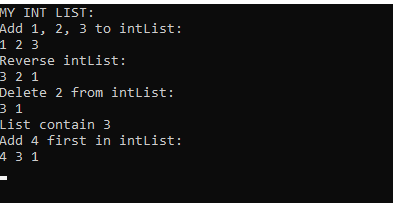 MY INT LIST:
Add 1, 2, 3 to intList:
1 2 3
Reverse intList:
3 2 1
Delete 2 from intList:
3 1
List contain 3
Add 4 first in intList:
4 3 1